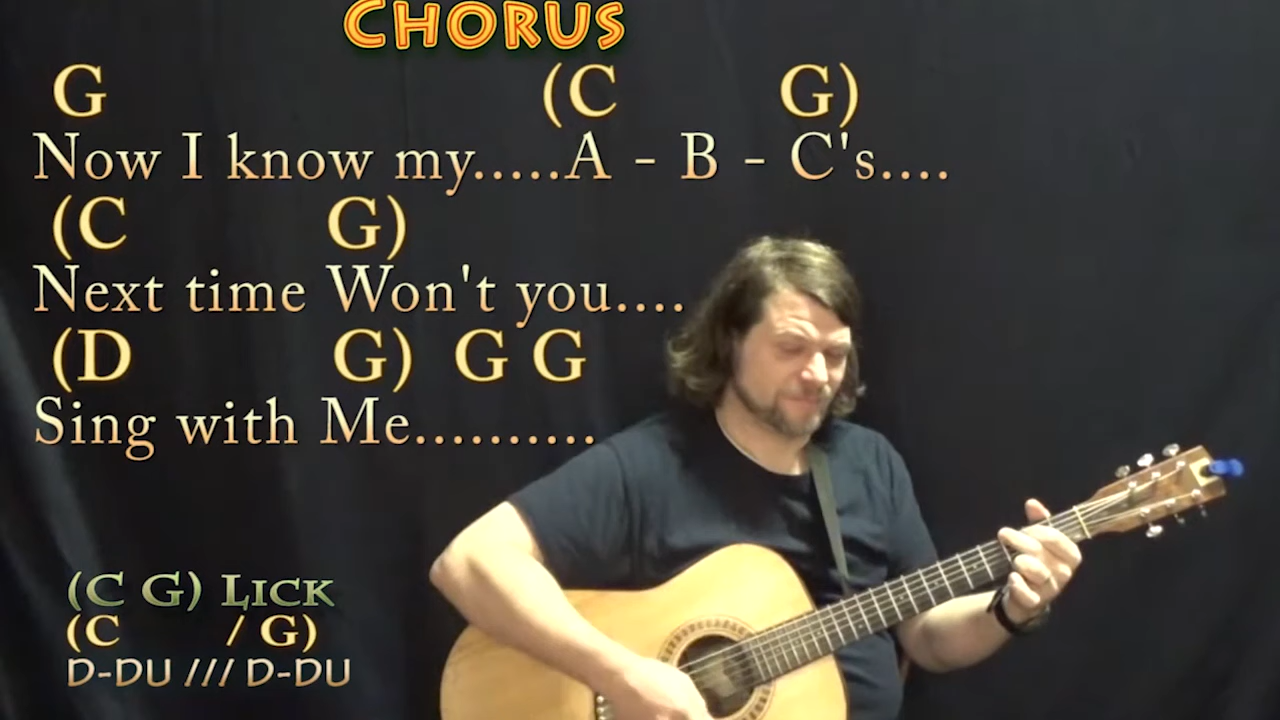 CHORUS
G (C G)
Now I know my.....A - B - C's....
(C G)
Next time Won't you....
(D G) G G
Sing with Me..........
(C G) LICK
(C / G)
D-DU /// D-DU